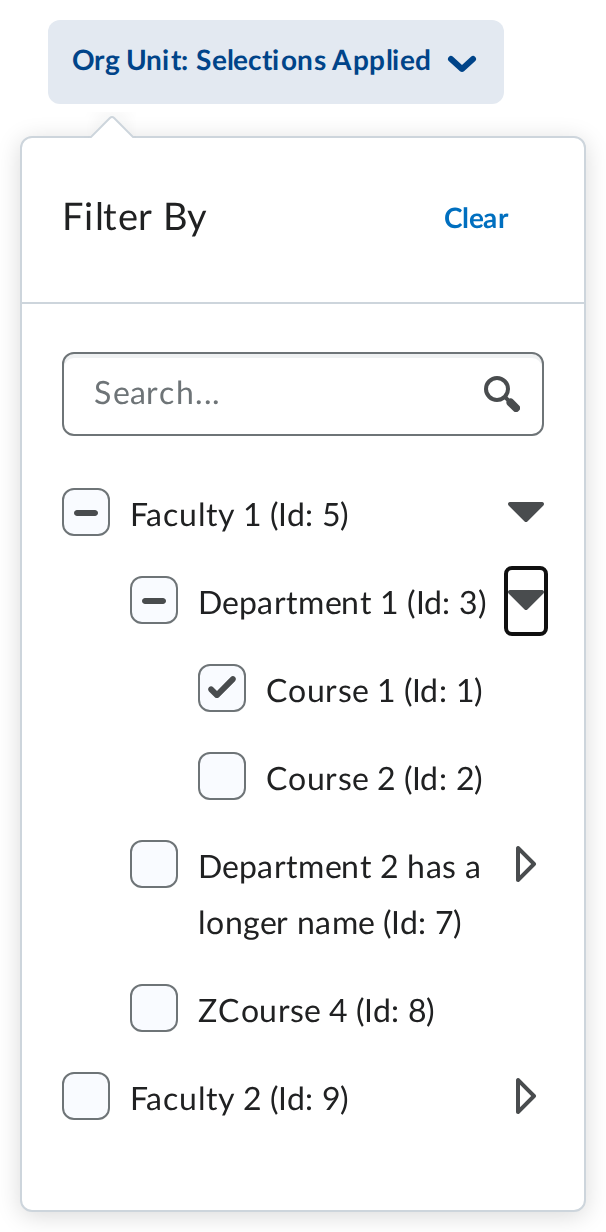 Org Unit: Selections Applied
Filter By
Clear
Search...
Faculty 1 (Id: 5)
Department 1 (Id: 3)
Course 1 (Id: 1)
Course 2 (Id: 2)
Department 2 has a
longer name (Id: 7)
ZCourse 4 (Id: 8)
Faculty 2 (Id: 9)